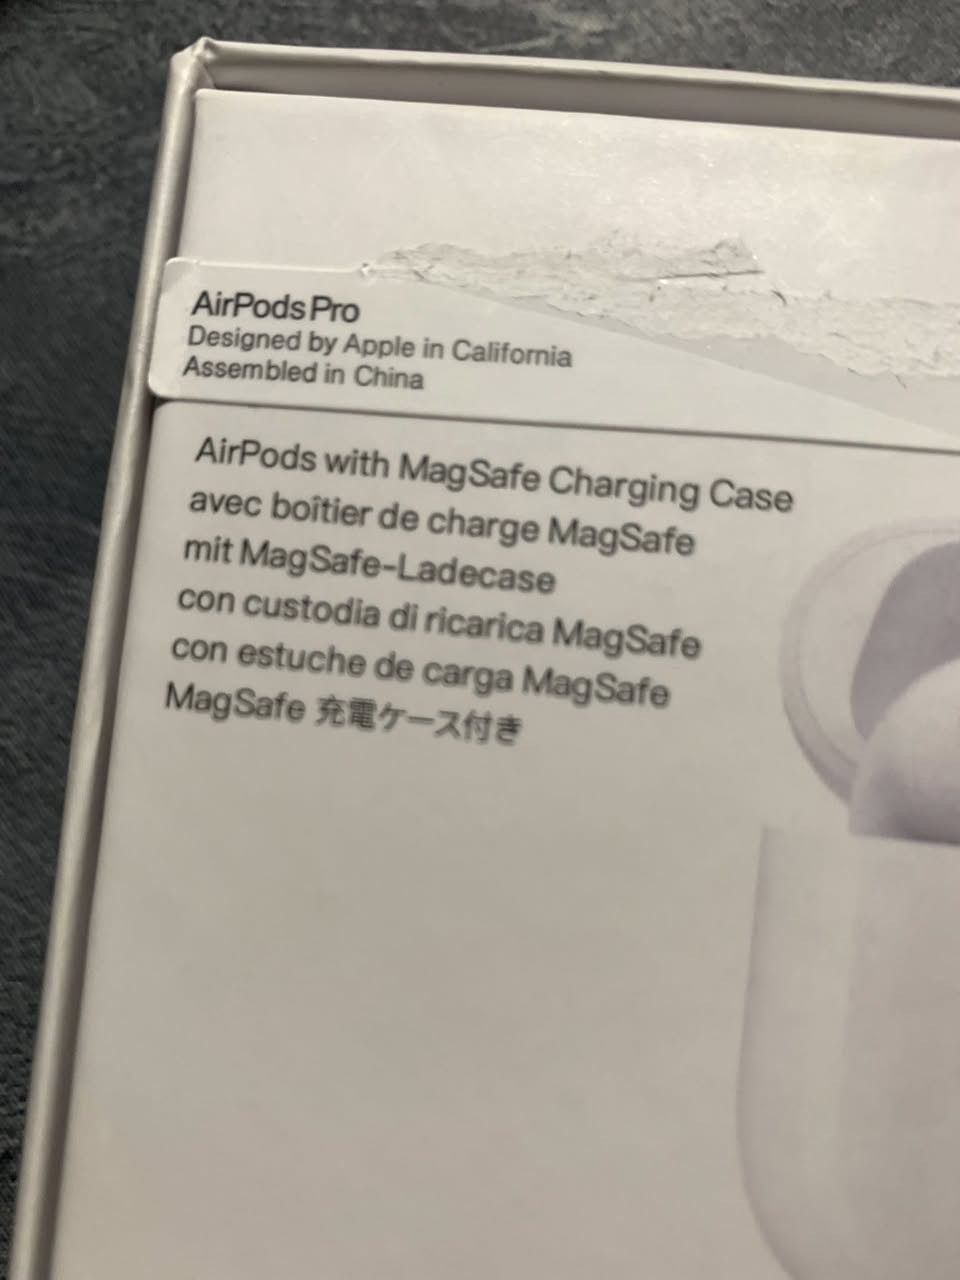 AirPods Pro
Designed by Apple in California
Assembled in China
AirPods with MagSafe Charging Case
avec boîtier de charge MagSafe
mit MagSafe-Ladecase
con custodia di ricarica MagSafe
con estuche de carga MagSafe
MagSafe 充電ケース付き